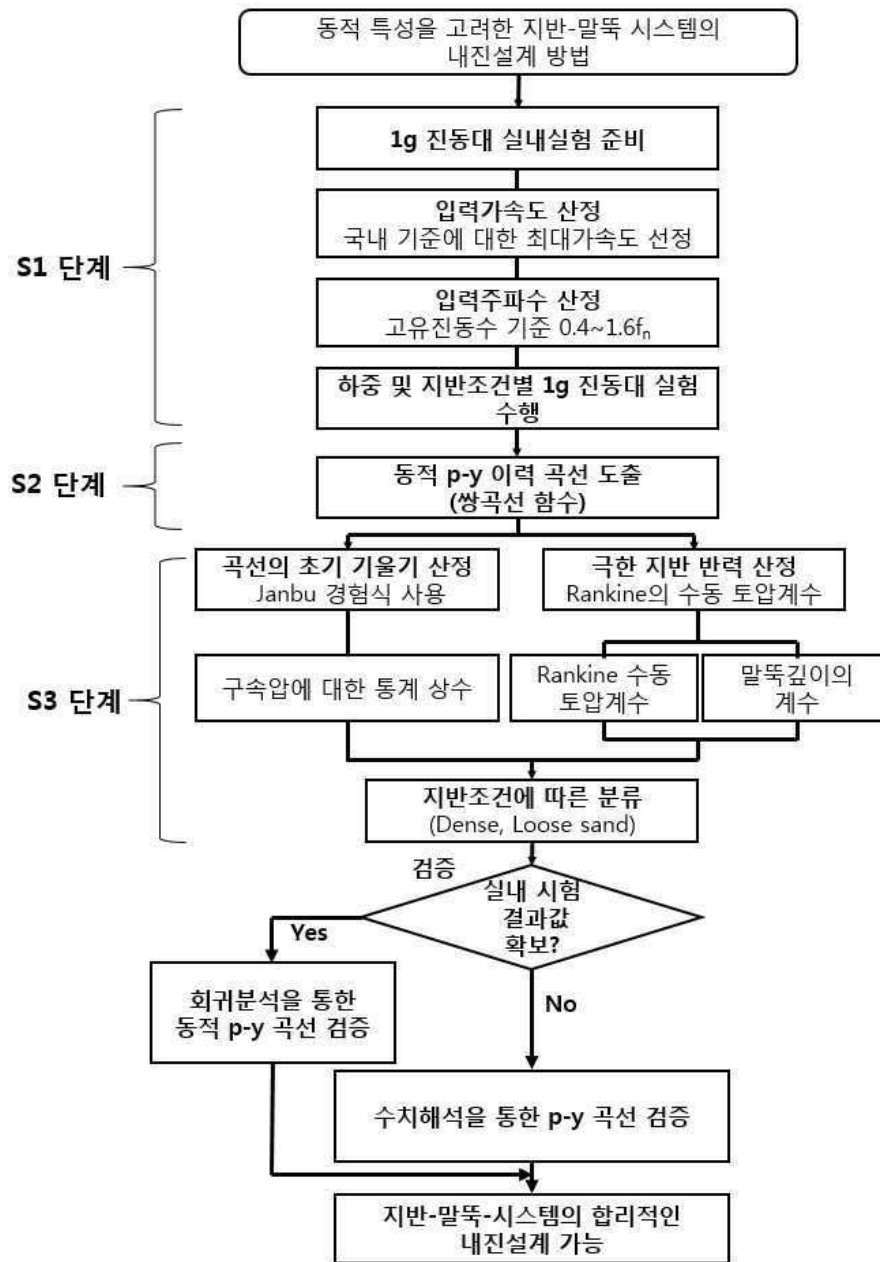 동적 특성을 고려한 지반-말뚝 시스템의
내진설계 방법
1g 진동대 실내실험 준비
입력가속도 산정
국내 기준에 대한 최대가속도 선정
S1 단계
입력주파수 산정
고유진동수 기준 0.4~1.6fn
하중 및 지반조건별 1g 진동대 실험
수행
S2 단계
동적 p-y 이력 곡선 도출
(쌍곡선 함수)
곡선의 초기 기울기 산정
Janbu 경험식 사용
극한 지반 반력 산정
Rankine의 수동 토압계수
S3 단계
구속압에 대한 통계 상수
Rankine 수동
토압계수
말뚝깊이의
계수
지반조건에 따른 분류
(Dense, Loose sand)
검증
실내 시험
결과값
확보?
Yes
No
회귀분석을 통한
동적 p-y 곡선 검증
수치해석을 통한 p-y 곡선 검증
지반-말뚝-시스템의 합리적인
내진설계 가능